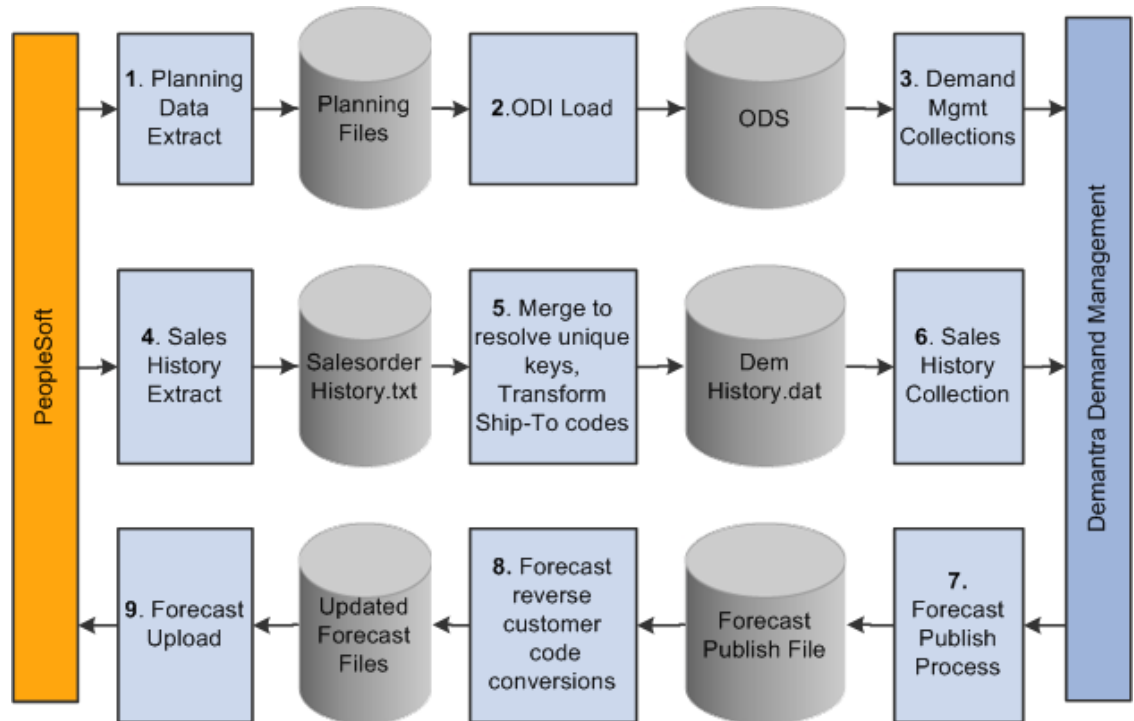 PeopleSoft
1. Planning
Data
Extract
Planning
Files
2.ODI Load
ODS
3. Demand
Mgmt
Collections
4. Sales
History
Extract
Salesorder
History.txt
5. Merge to
resolve unique
keys,
Transform
Ship-To codes
Dem
History.dat
6. Sales
History
Collection
9. Forecast
Upload
Updated
Forecast
Files
8. Forecast
reverse
customer
code
conversions
Forecast
Publish File
7.
Forecast
Publish
Process
Demantra Demand Management